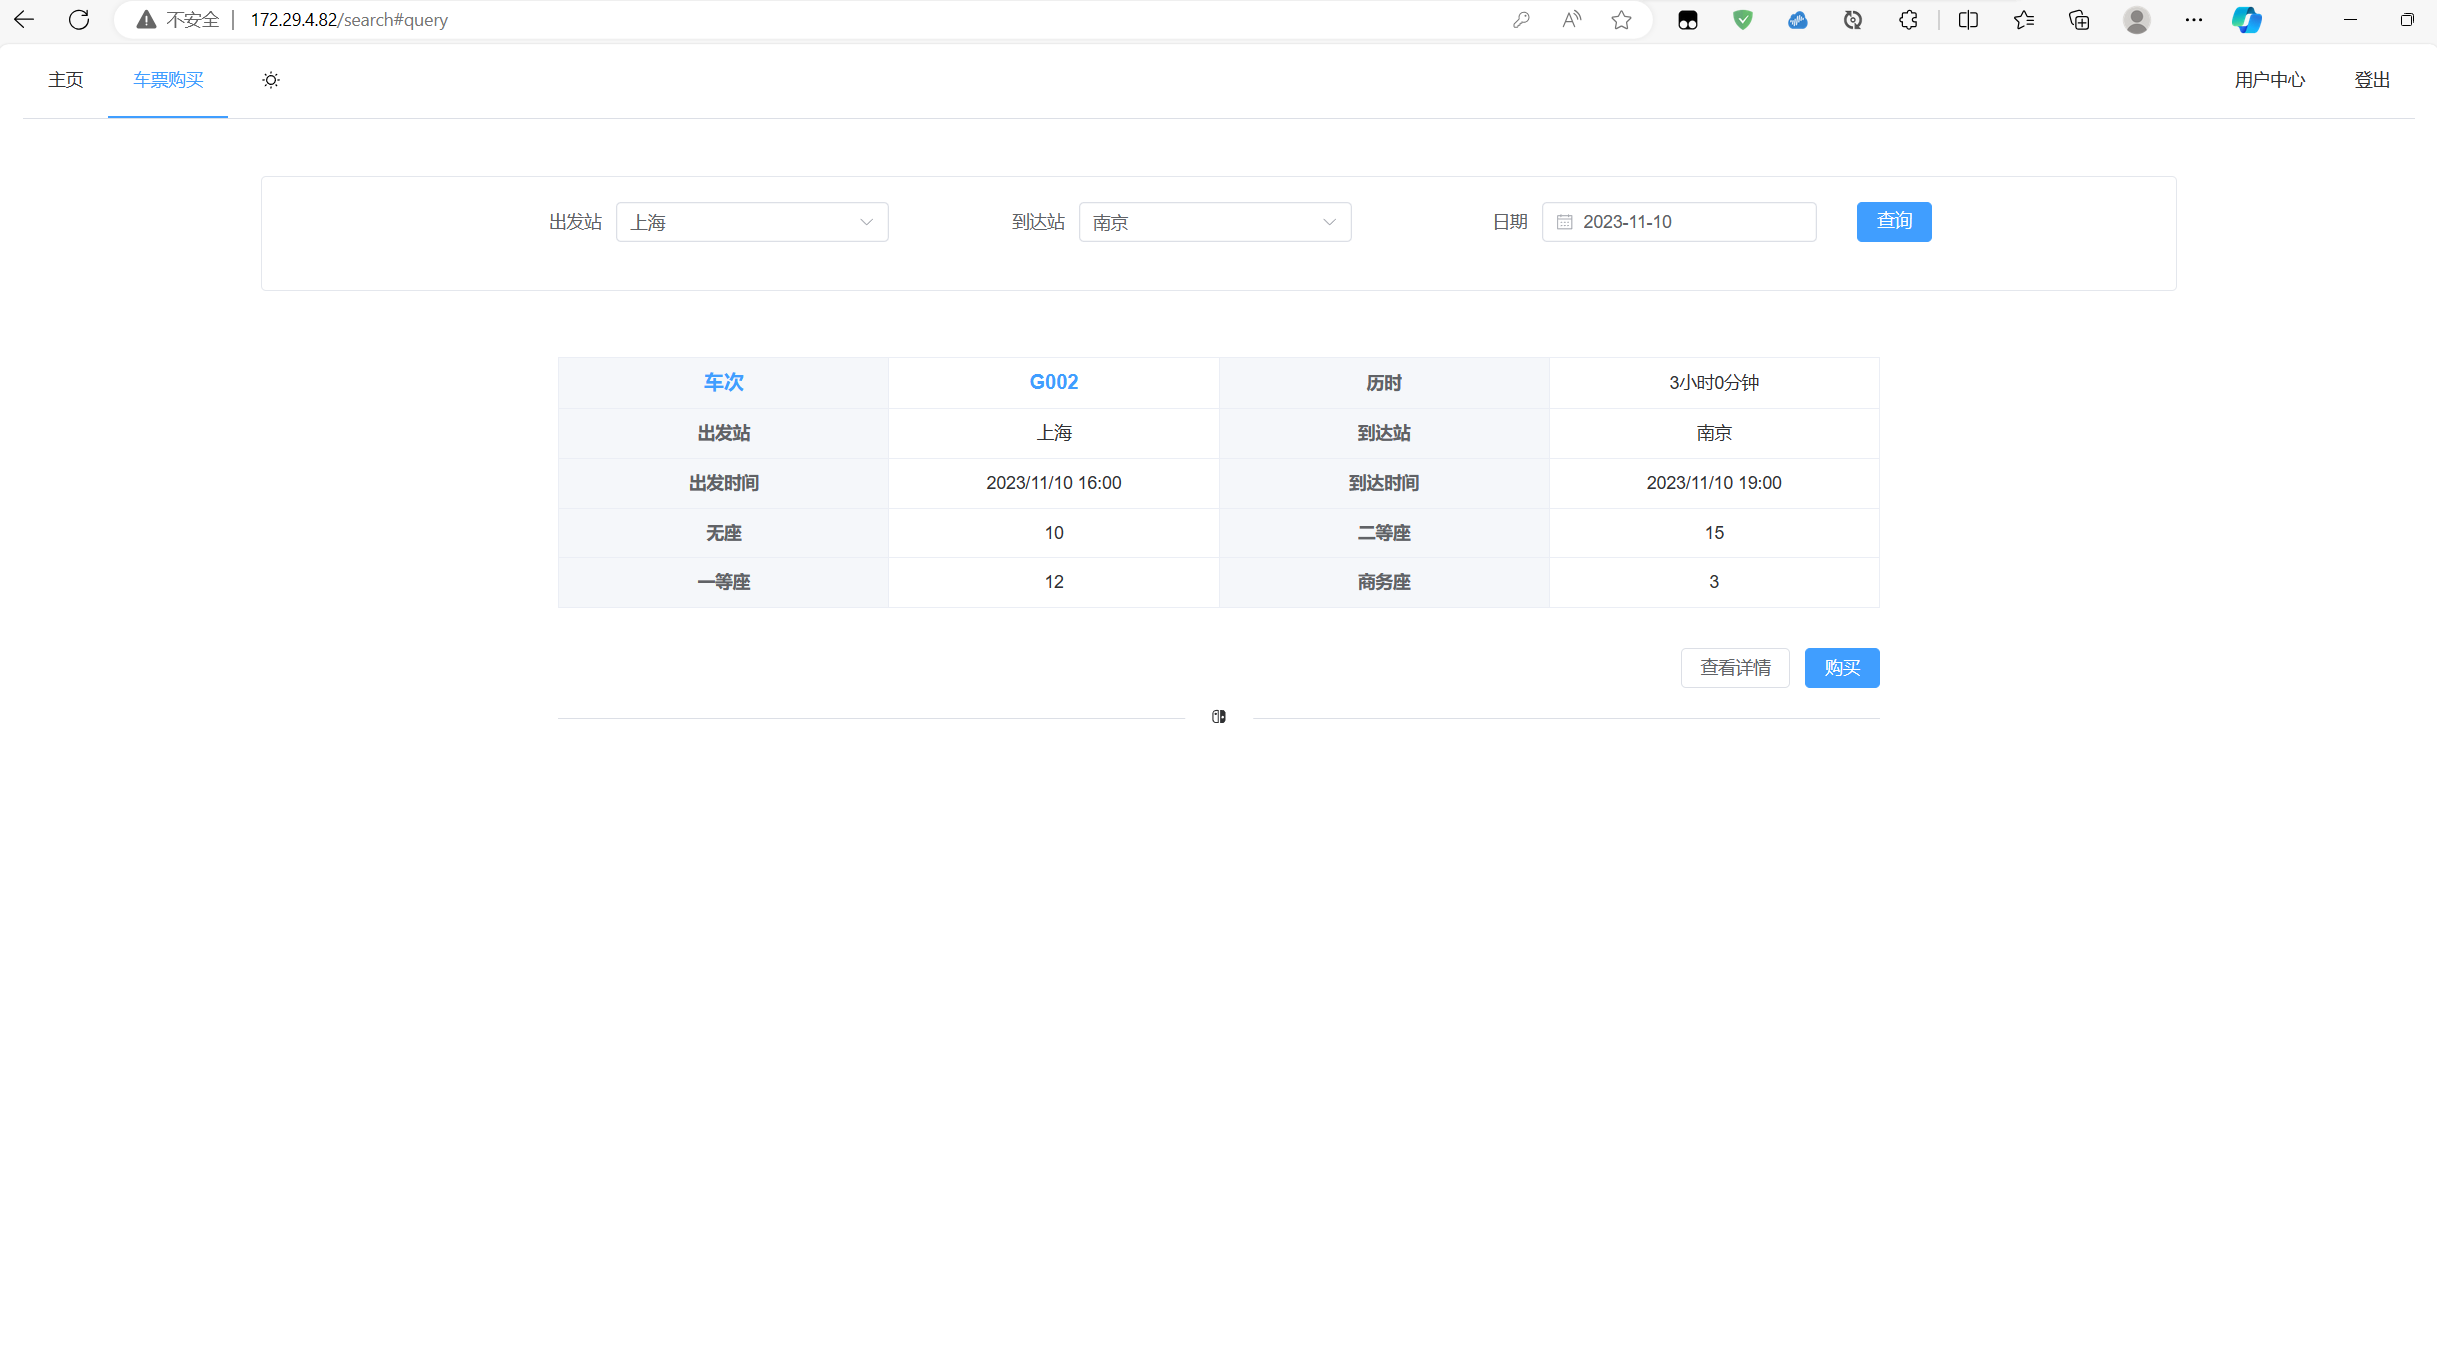 不安全 172.29.4.82/search#query
主页 车票购买 用户中心 登出
出发站 上海 到达站 南京 日期 2023-11-10 查询
车次 G002 历时 3小时0分钟
出发站 上海 到达站 南京
出发时间 2023/11/10 16:00 到达时间 2023/11/10 19:00
无座 10 二等座 15
一等座 12 商务座 3
查看详情 购买